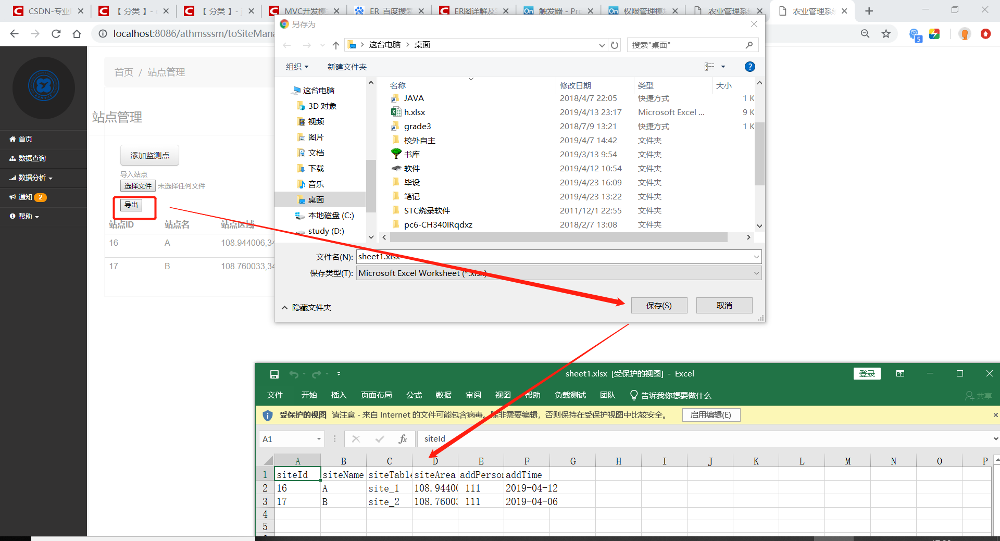 CSDN-专业
【 分类 】-
【 分类 】- j
MVC开发模
ER_百度搜索
ER图详解及
触发器 - Pro
权限管理模
农业管理系
农业管理系
localhost:8086/athmsssm/toSiteMana
5
首页 / 站点管理
站点管理
首页
数据查询
数据分析
通知 2
帮助
添加监测点
导入站点
选择文件 未选择任何文件
导出
站点ID 站点名 站点区域
16 A 108.944006,34
17 B 108.760033,34
另存为
这台电脑 > 桌面
搜索"桌面"
组织 新建文件夹
?
这台电脑
3D 对象
视频
图片
文档
下载
音乐
桌面
本地磁盘 (C:)
study (D:)
名称 修改日期 类型 大小
JAVA 2018/4/7 22:05 快捷方式 1 K
h.xlsx 2019/4/13 23:17 Microsoft Excel ... 9 K
grade3 2018/7/9 13:21 快捷方式 1 K
校外自主 2019/4/7 14:42 文件夹
书库 2019/3/13 9:54 文件夹
软件 2019/4/12 10:54 文件夹
毕设 2019/4/23 16:09 文件夹
笔记 2019/4/23 13:22 文件夹
STC烧录软件 2011/12/1 22:55 文件夹
pc6-CH340IRqdxz 2018/2/7 13:08 文件夹
文件名(N): sheet1.xlsx
保存类型(T): Microsoft Excel Worksheet (*.xlsx)
隐藏文件夹
保存(S) 取消
sheet1.xlsx [受保护的视图] - Excel
登录
文件 开始 插入 页面布局 公式 数据 审阅 视图 帮助 负载测试 团队 告诉我你想要做什么 共享
受保护的视图 请注意 - 来自 Internet 的文件可能包含病毒。除非需要编辑，否则保持在受保护视图中比较安全。 启用编辑(E)
A1 fx siteId
A B C D E F G H I J K L M N O P
1 siteId siteName siteTable siteArea addPerson addTime
2 16 A site_1 108.94400 111 2019-04-12
3 17 B site_2 108.76003 111 2019-04-06
4
5